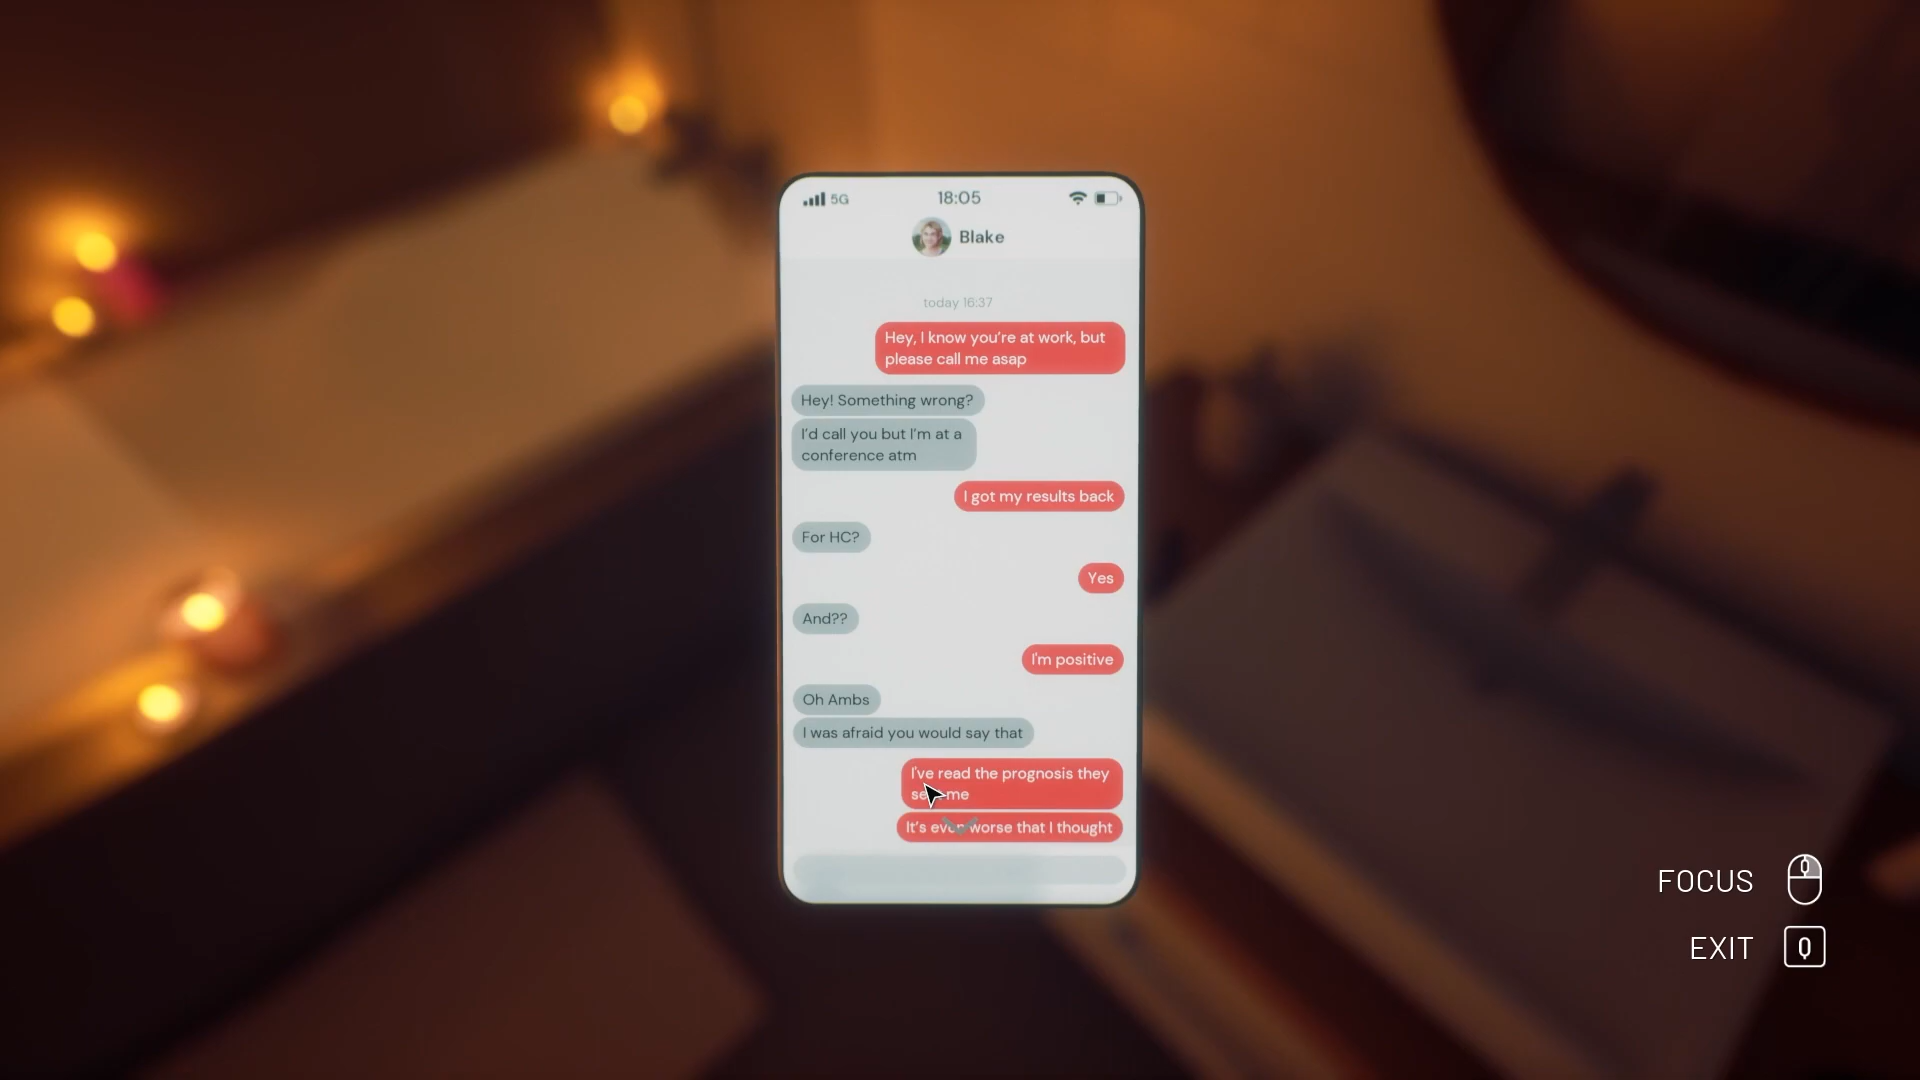 5G
18:05
Blake
today 16:37
Hey, I know you're at work, but
please call me asap
Hey! Something wrong?
I'd call you but I'm at a
conference atm
I got my results back
For HC?
Yes
And??
I'm positive
Oh Ambs
I was afraid you would say that
I've read the prognosis they
me
It's even worse that I thought
FOCUS
EXIT
Q